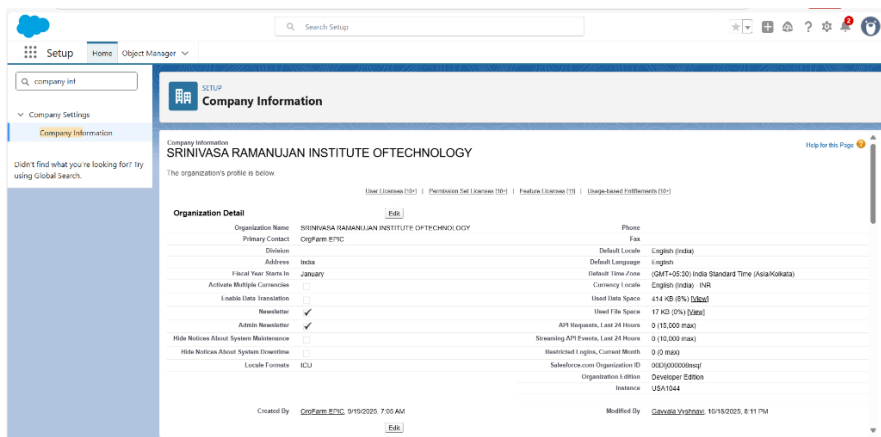 Search Setup
2
Setup
Home
Object Manager
company inf
Company Settings
Company Information
Didn't find what you're looking for? Try
using Global Search.
SETUP
Company Information
Company Information
SRINIVASA RAMANUJAN INSTITUTE OFTECHNOLOGY
Help for this Page
The organization's profile is below.
User Licenses [10+] | Permission Set Licenses [10+] | Feature Licenses [11] | Usage-based Entitlements [10+]
Organization Detail
Edit
Organization Name SRINIVASA RAMANUJAN INSTITUTE OFTECHNOLOGY Phone
Primary Contact OrgFarm EPIC Fax
Division Default Locale English (India)
Address India Default Language English
Fiscal Year Starts In January Default Time Zone (GMT+05:30) India Standard Time (Asia/Kolkata)
Activate Multiple Currencies Currency Locale English (India) - INR
Enable Data Translation Used Data Space 414 KB (8%) [View]
Newsletter Used File Space 17 KB (0%) [View]
Admin Newsletter API Requests, Last 24 Hours 0 (15,000 max)
Hide Notices About System Maintenance Streaming API Events, Last 24 Hours 0 (10,000 max)
Hide Notices About System Downtime Restricted Logins, Current Month 0 (0 max)
Locale Formats ICU Salesforce.com Organization ID
Organization Edition Developer Edition
Instance USA1044
Created By OrgFarm EPIC, 9/19/2025, 7:05 AM Modified By Gavvala Vyshnavi, 10/18/2025, 8:11 PM
Edit